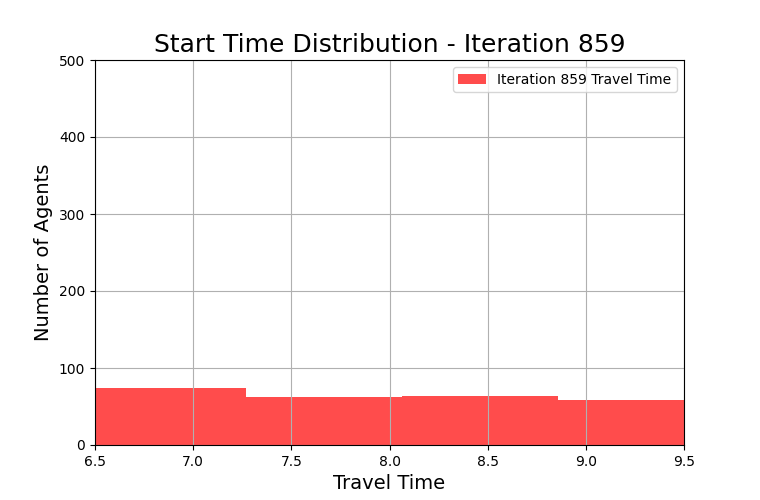 Start Time Distribution - Iteration 859
500
400
300
200
100
0
Number of Agents
Iteration 859 Travel Time
6.5 7.0 7.5 8.0 8.5 9.0 9.5
Travel Time